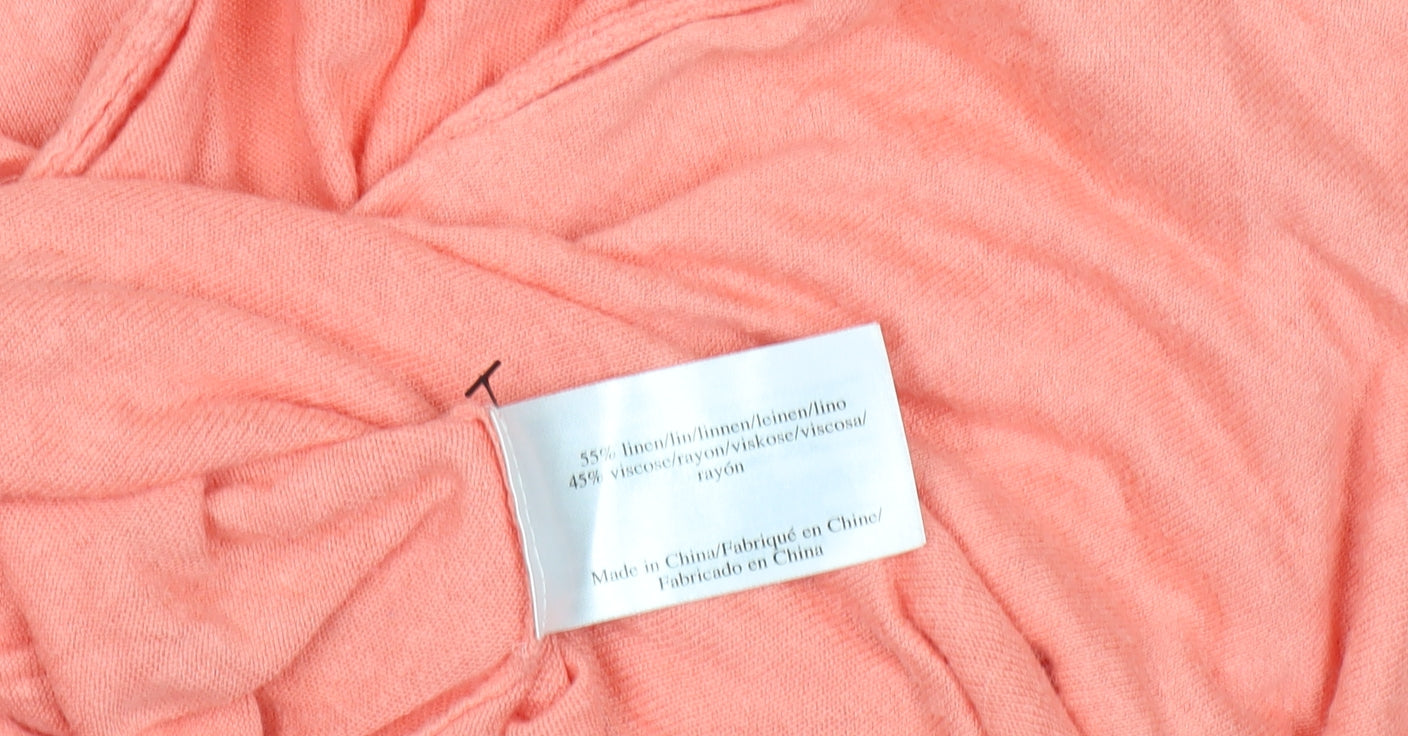 55% linen/lin/linnen/leinen/lino
45% viscose/rayon/viskose/viscosa/
rayón
Made in China/Fabriqué en Chine/
Fabricado en China